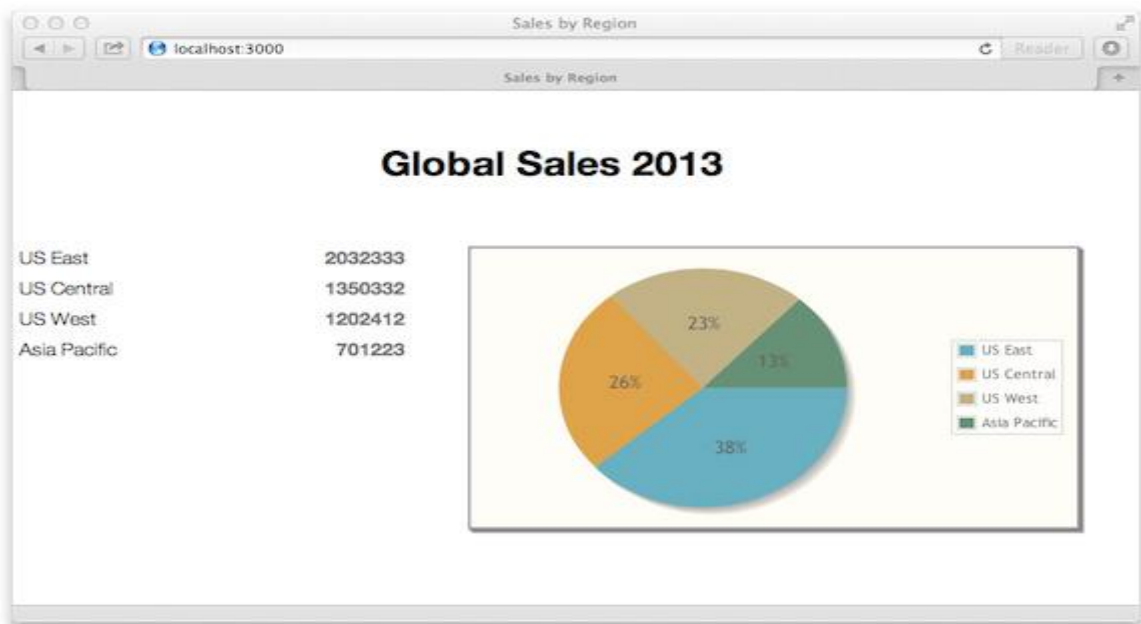 Sales by Region
localhost:3000
Reader
Sales by Region
Global Sales 2013
US East 2032333
US Central 1350332
US West 1202412
Asia Pacific 701223
23%
13%
26%
38%
US East
US Central
US West
Asia Pacific